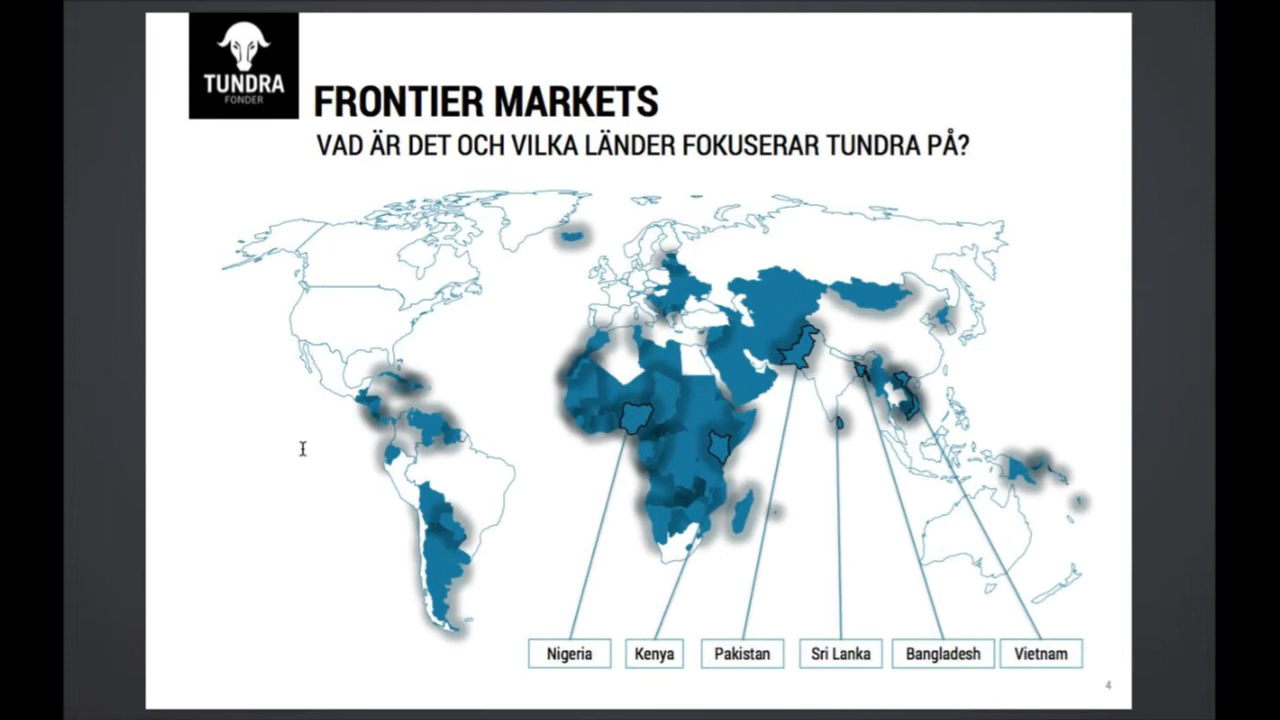 TUNDRA
FONDER
FRONTIER MARKETS
VAD ÄR DET OCH VILKA LÄNDER FOKUSERAR TUNDRA PÅ?
Nigeria
Kenya
Pakistan
Sri Lanka
Bangladesh
Vietnam
4